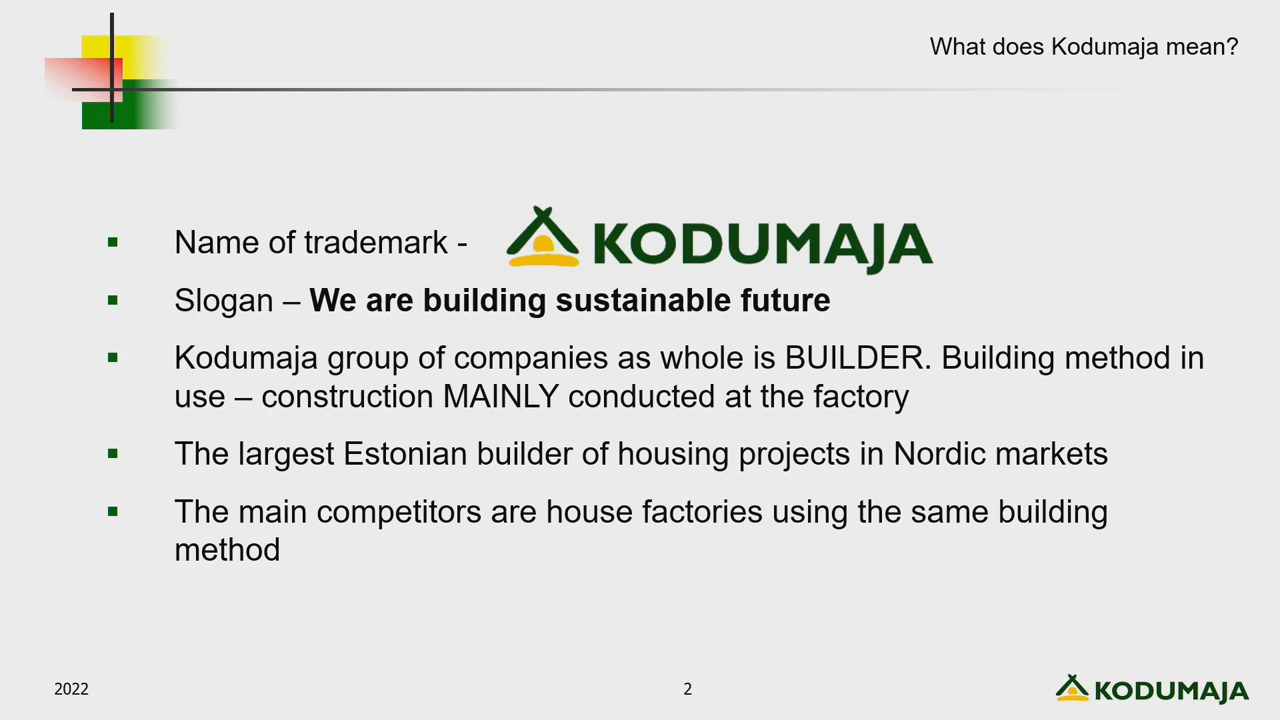 What does Kodumaja mean?
Name of trademark - KODUMAJA
Slogan – We are building sustainable future
Kodumaja group of companies as whole is BUILDER. Building method in
use – construction MAINLY conducted at the factory
The largest Estonian builder of housing projects in Nordic markets
The main competitors are house factories using the same building
method
2022
2
KODUMAJA